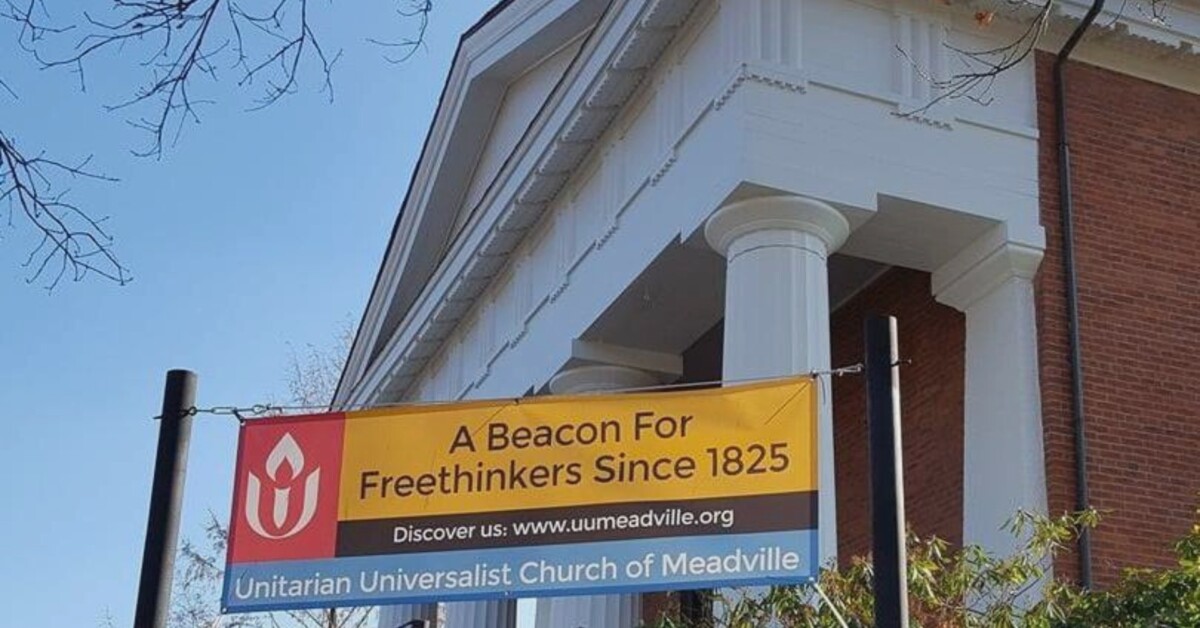 A Beacon For
Freethinkers Since 1825
Discover us: www.uumeadville.org
Unitarian Universalist Church of Meadville